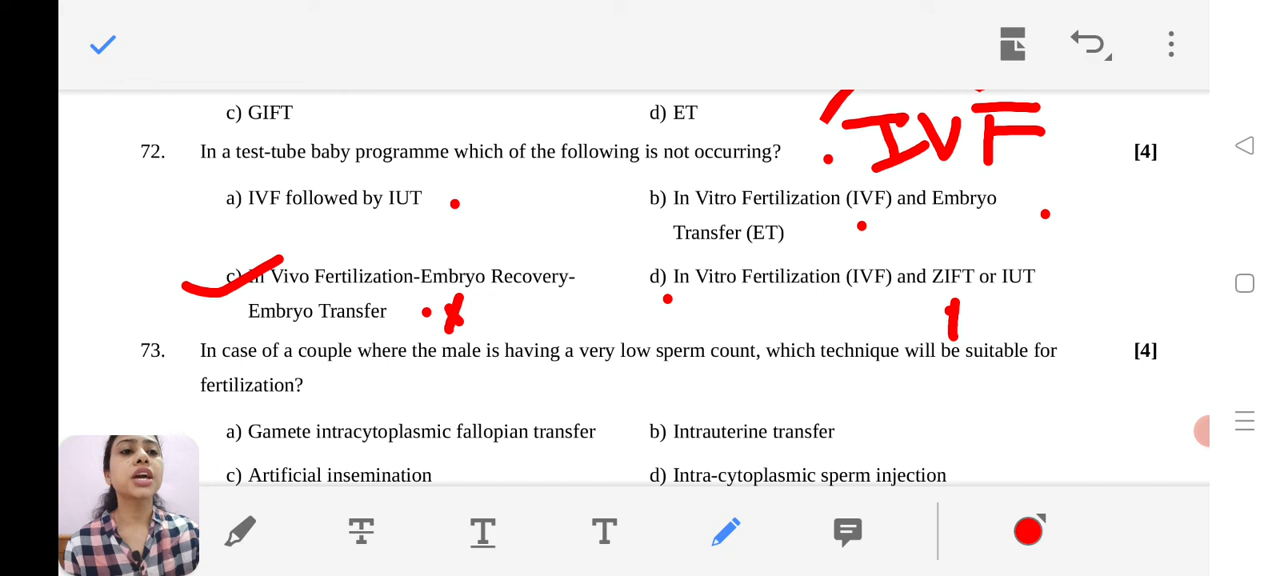 c) GIFT d) ET
IVF
72. In a test-tube baby programme which of the following is not occurring? [4]
a) IVF followed by IUT b) In Vitro Fertilization (IVF) and Embryo
Transfer (ET)
c) In Vivo Fertilization-Embryo Recovery- d) In Vitro Fertilization (IVF) and ZIFT or IUT
Embryo Transfer
73. In case of a couple where the male is having a very low sperm count, which technique will be suitable for [4]
fertilization?
a) Gamete intracytoplasmic fallopian transfer b) Intrauterine transfer
c) Artificial insemination d) Intra-cytoplasmic sperm injection
T T T